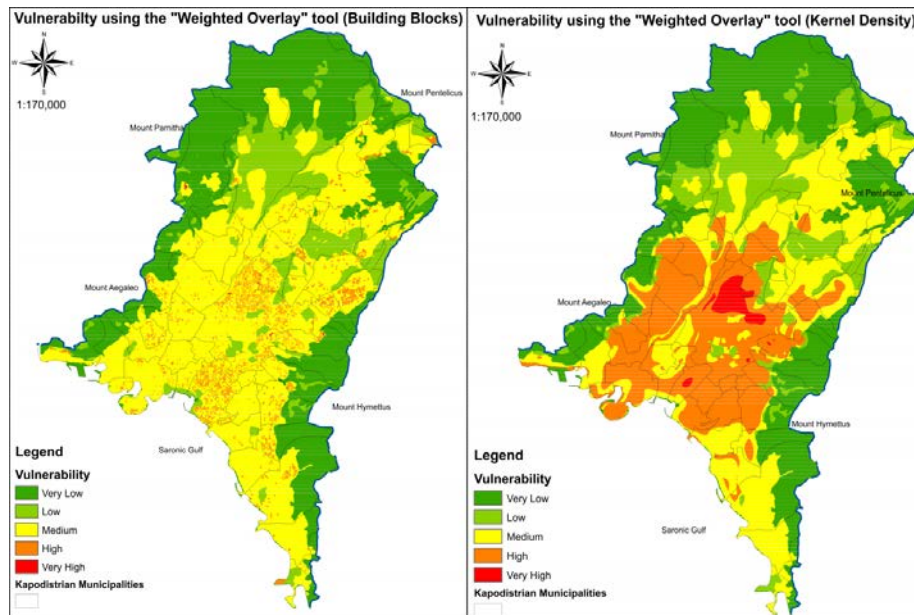 Vulnerabilty using the "Weighted Overlay" tool (Building Blocks)
N
W
E
S
1:170,000
Mount Pentelicus
Mount Parnitha
Mount Aegaleo
Mount Hymettus
Saronic Gulf
Legend
Vulnerability
Very Low
Low
Medium
High
Very High
Kapodistrian Municipalities
Vulnerability using the "Weighted Overlay" tool (Kernel Density)
N
W
E
S
1:170,000
Mount Parnitha
Mount Pentelicus
Mount Aegaleo
Mount Hymettus
Saronic Gulf
Legend
Vulnerability
Very Low
Low
Medium
High
Very High
Kapodistrian Municipalities